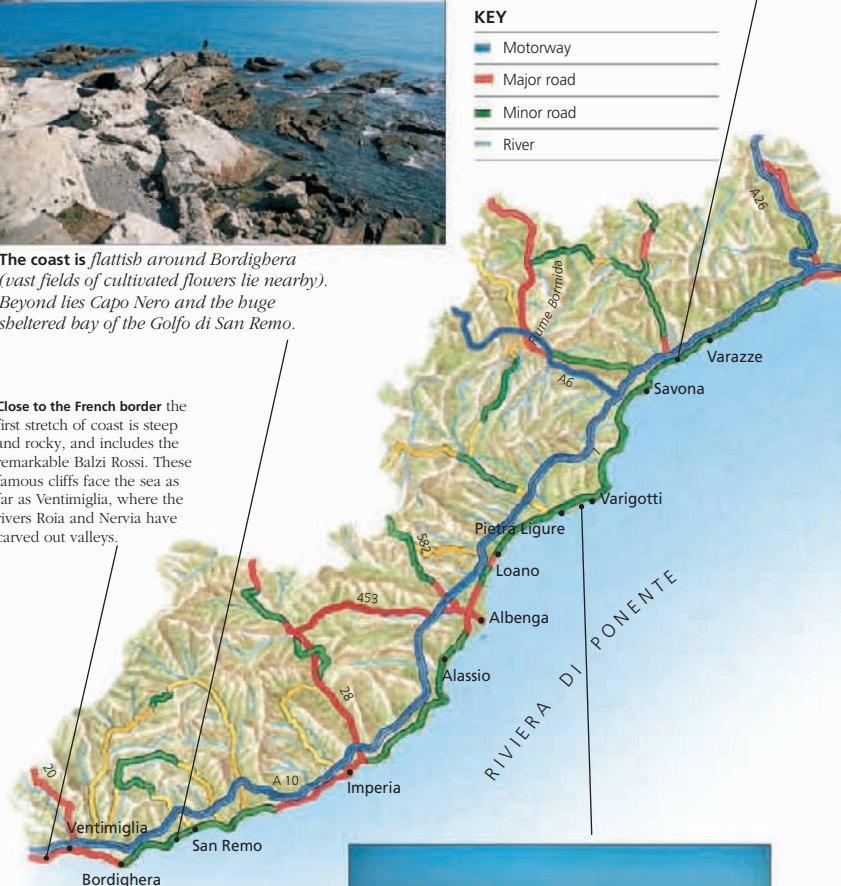 KEY
Motorway
Major road
Minor road
River
The coast is flattish around Bordighera
(vast fields of cultivated flowers lie nearby).
Beyond lies Capo Nero and the huge
sheltered bay of the Golfo di San Remo.
Close to the French border the
first stretch of coast is steep
and rocky, and includes the
remarkable Balzi Rossi. These
famous cliffs face the sea as
far as Ventimiglia, where the
rivers Roia and Nervia have
carved out valleys.
A26
Fiume Bormida
Varazze
A6
Savona
1
Varigotti
Pietra Ligure
582
Loano
453
Albenga
Alassio
RIVIERA DI PONENTE
28
20
A 10
Imperia
Ventimiglia
San Remo
Bordighera